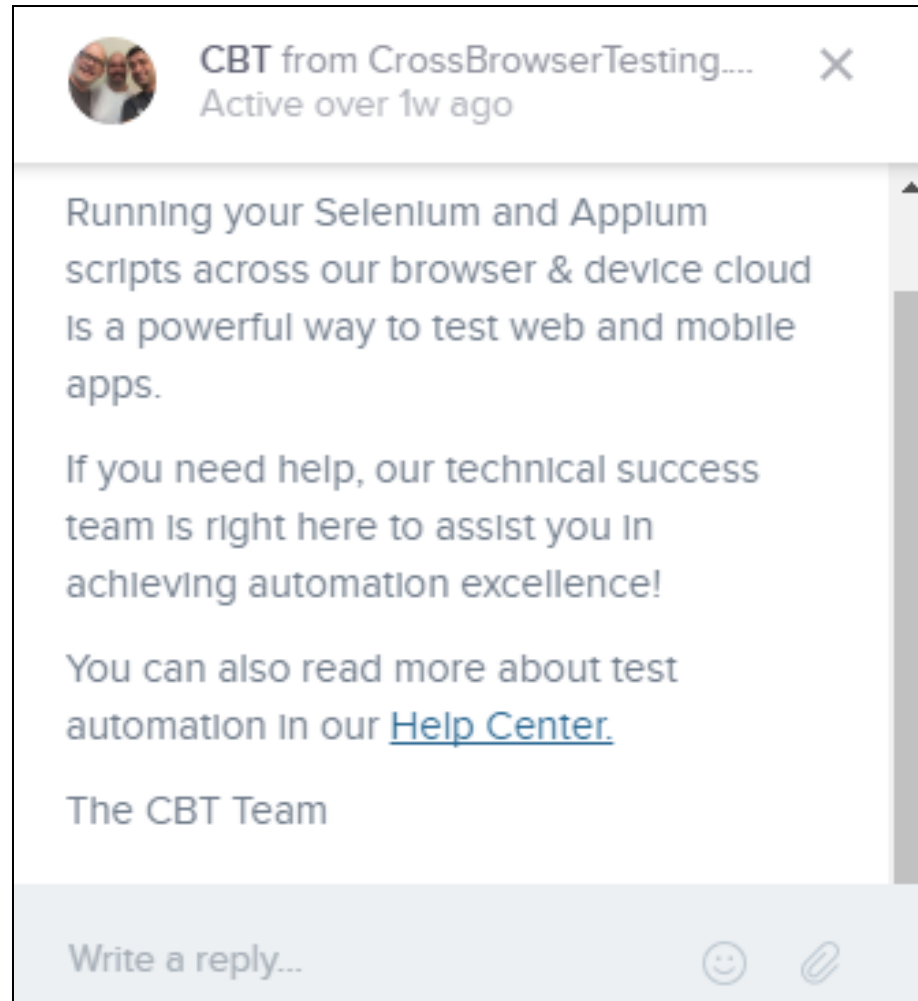 CBT from CrossBrowserTesting....
Active over 1w ago
Running your Selenium and Appium
scripts across our browser & device cloud
is a powerful way to test web and mobile
apps.
If you need help, our technical success
team is right here to assist you in
achieving automation excellence!
You can also read more about test
automation in our Help Center.
The CBT Team
Write a reply...